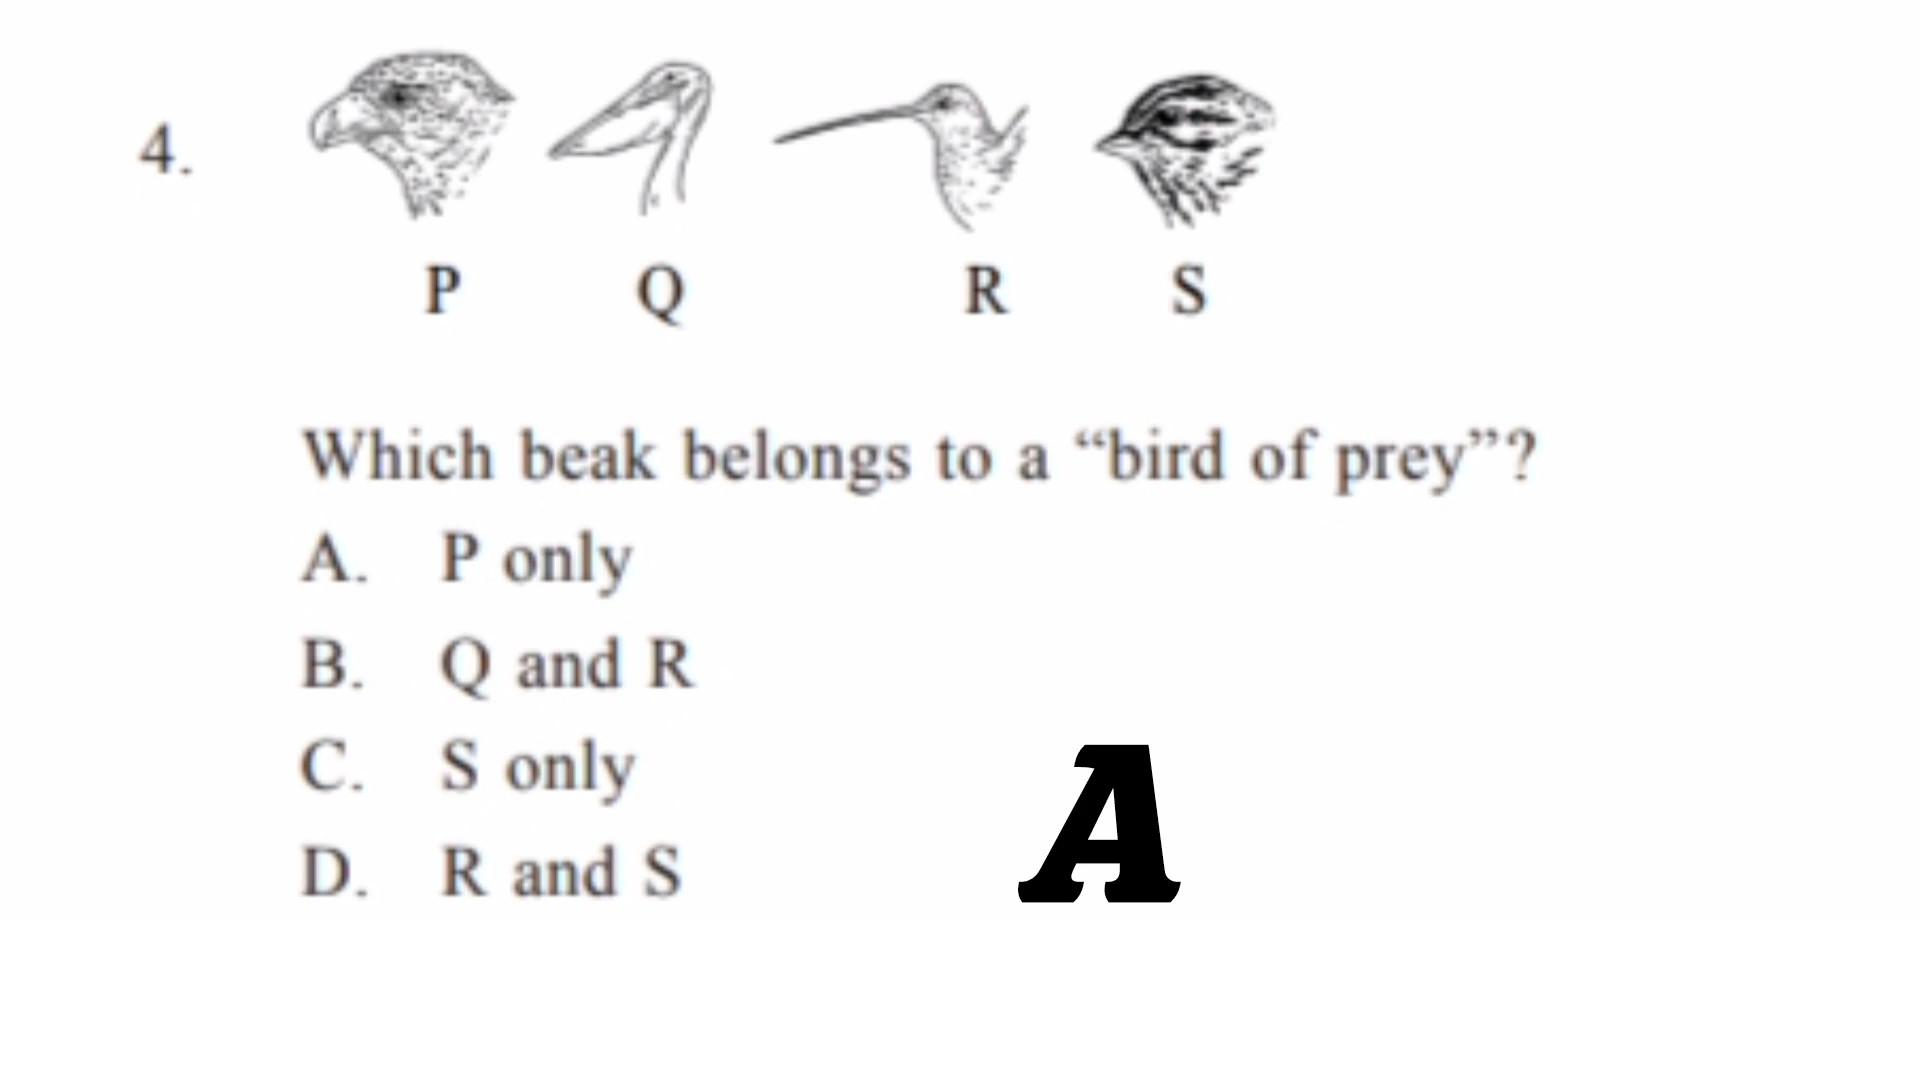 4.
P Q R S
Which beak belongs to a “bird of prey”?
A. P only
B. Q and R
C. S only
D. R and S
A